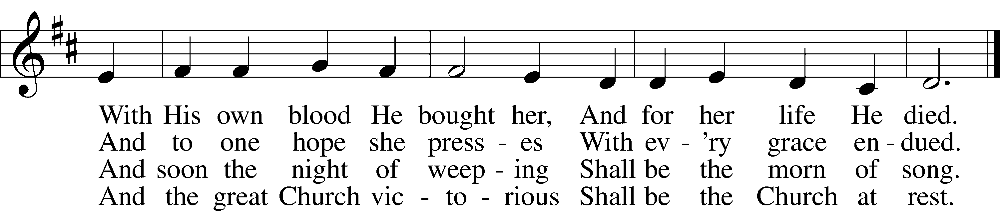 With His own blood He bought her, And for her life He died.
And to one hope she press - es With ev - 'ry grace en - dued.
And soon the night of weep - ing Shall be the morn of song.
And the great Church vic - to - rious Shall be the Church at rest.